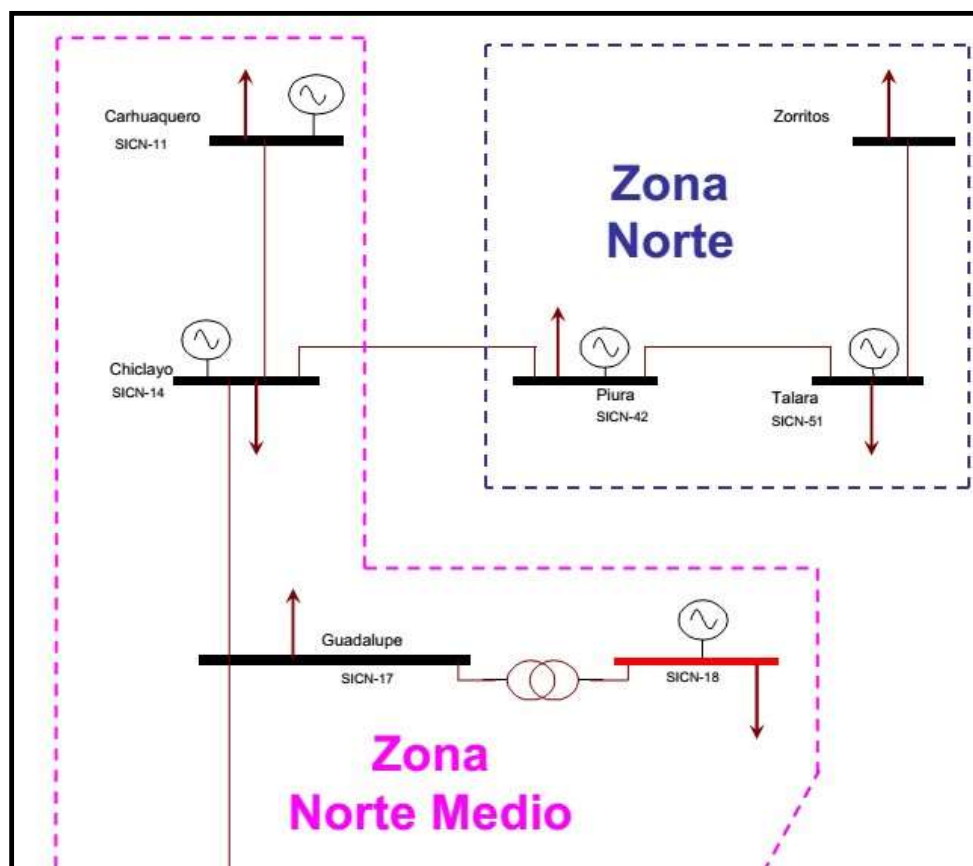 Carhuaquero
SICN-11
Zorritos
Zona
Norte
Chiclayo
SICN-14
Piura
SICN-42
Talara
SICN-51
Guadalupe
SICN-17
SICN-18
Zona
Norte Medio